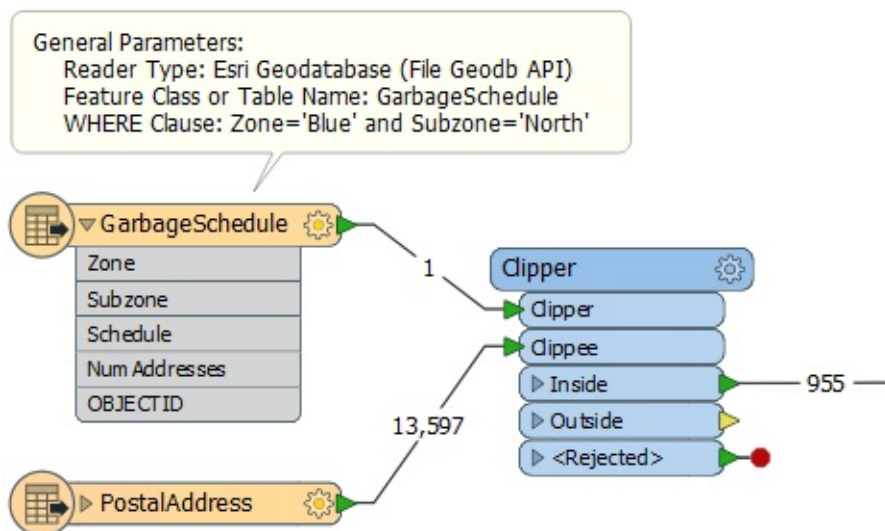 General Parameters:
Reader Type: Esri Geodatabase (File Geodb API)
Feature Class or Table Name: GarbageSchedule
WHERE Clause: Zone='Blue' and Subzone='North'
GarbageSchedule
Zone
Subzone
Schedule
NumAddresses
OBJECTID
1
Clipper
Clipper
Clippee
Inside
955
Outside
<Rejected>
13,597
PostalAddress